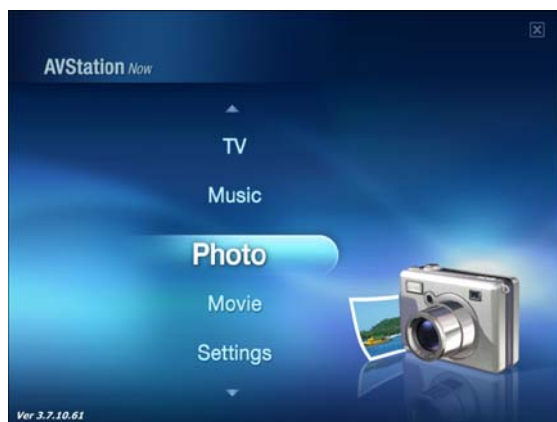 AVStation Now
TV
Music
Photo
Movie
Settings
Ver 3.7.10.61